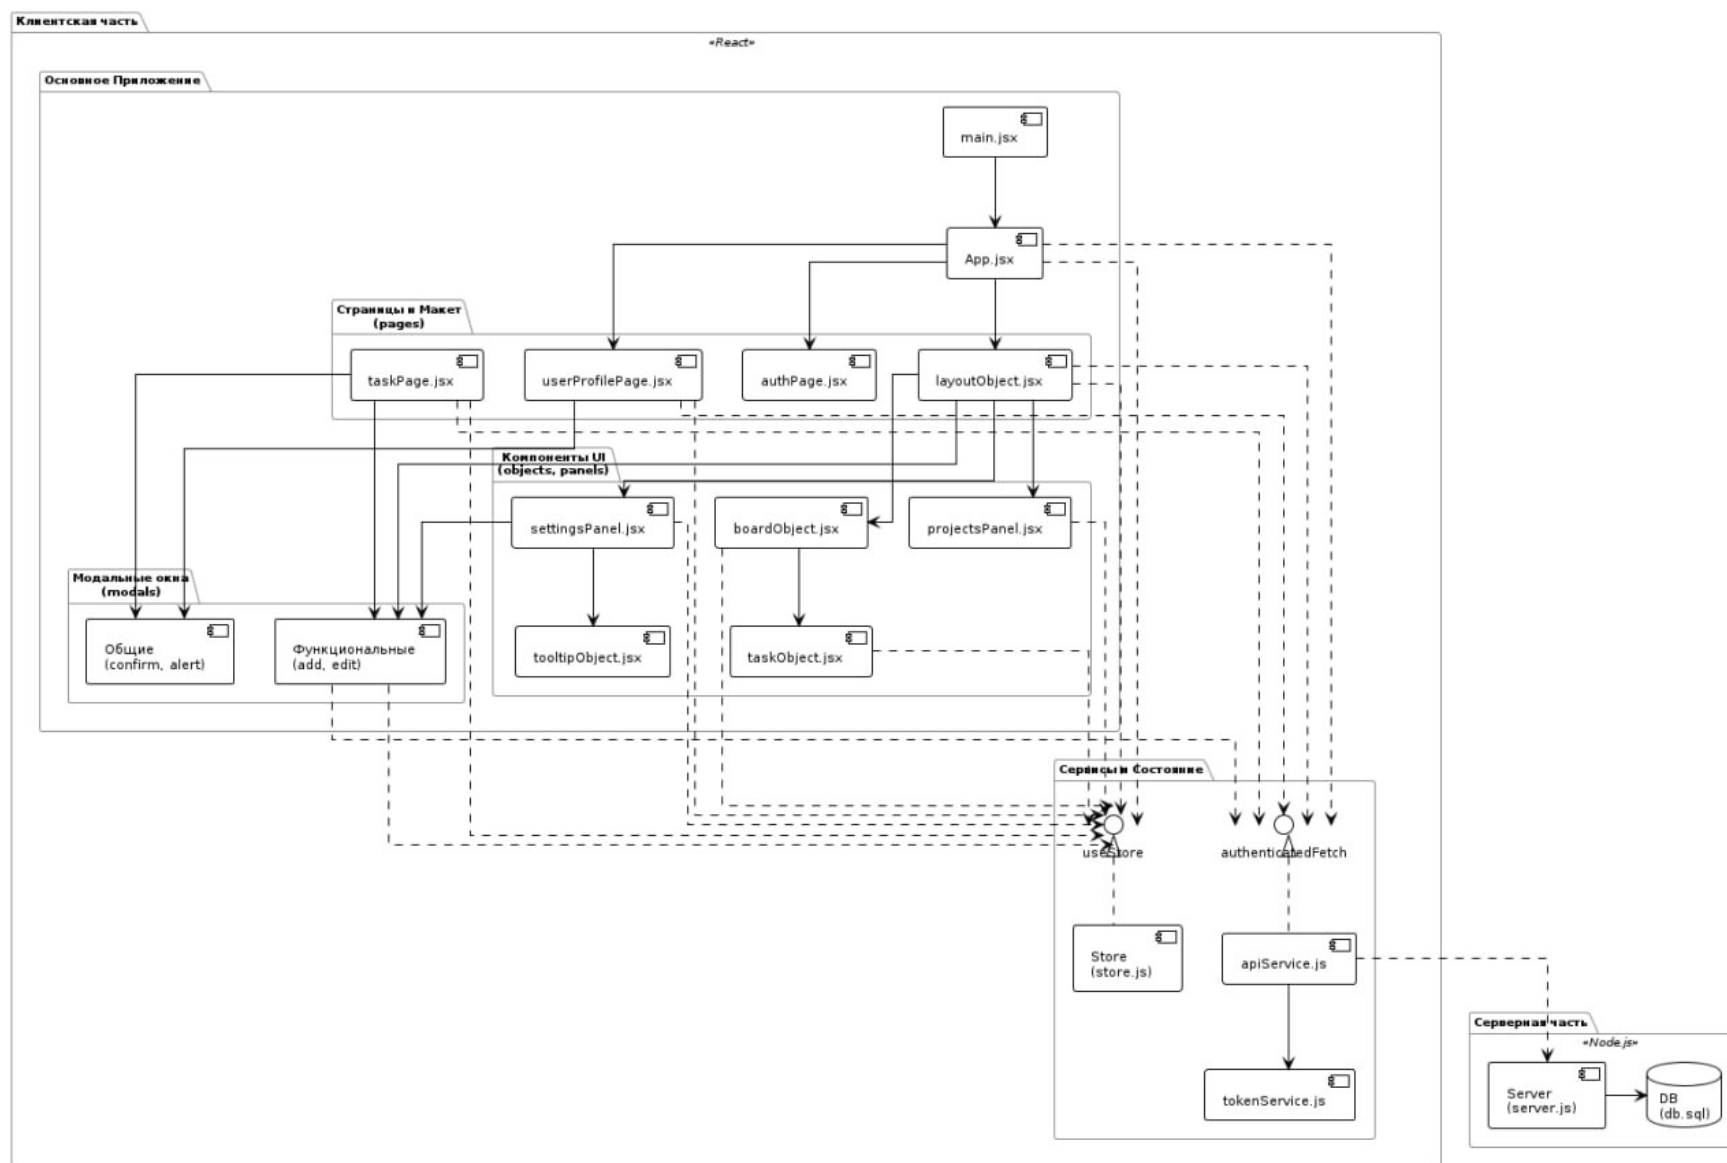 Клиентская часть
«React»
Основное Приложение
main.jsx
App.jsx
Страницы и Макет
(pages)
taskPage.jsx
userProfilePage.jsx
authPage.jsx
layoutObject.jsx
Компоненты UI
(objects, panels)
settingsPanel.jsx
boardObject.jsx
projectsPanel.jsx
Модальные окна
(modals)
Общие
(confirm, alert)
Функциональные
(add, edit)
tooltipObject.jsx
taskObject.jsx
Сервисы и Состояние
useStore
authenticatedFetch
Store
(store.js)
apiService.js
tokenService.js
Серверная часть
«Node.js»
Server
(server.js)
DB
(db.sql)